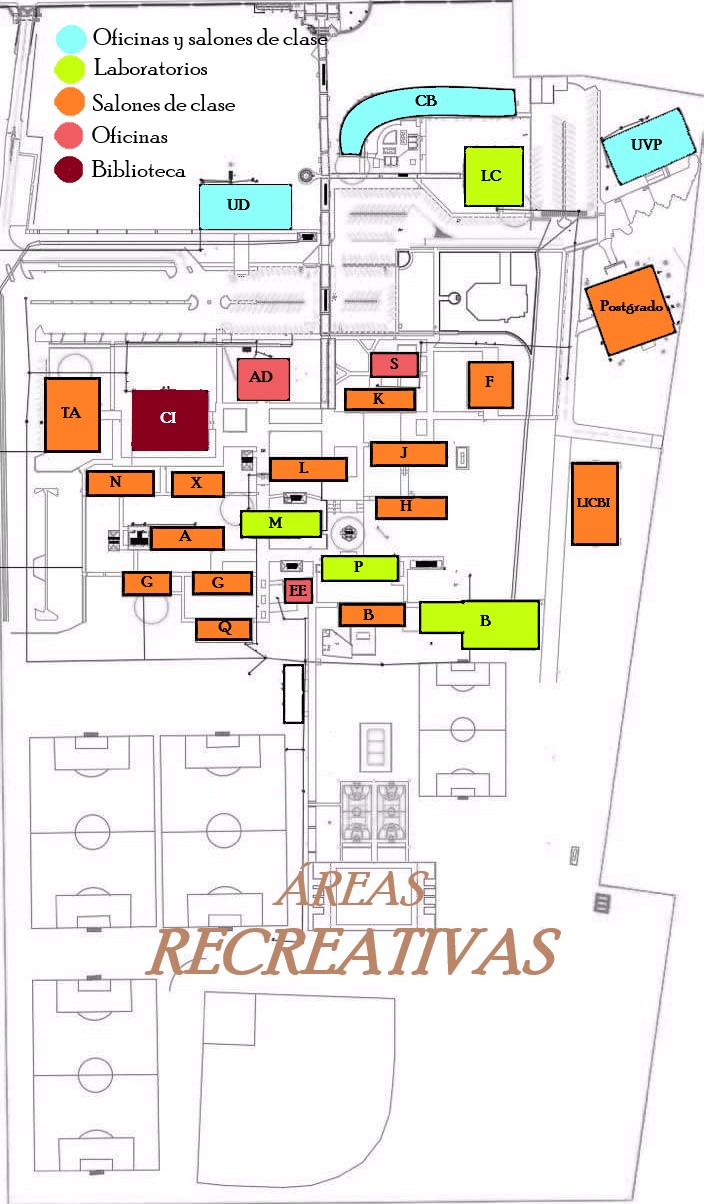 Oficinas y salones de clase
Laboratorios
Salones de clase
Oficinas
Biblioteca
CB
UVP
LC
UD
Postgrado
S
AD
F
K
TA
CI
J
L
N
X
LICBI
H
M
A
P
G
G
EE
B
B
Q
ÁREAS
RECREATIVAS